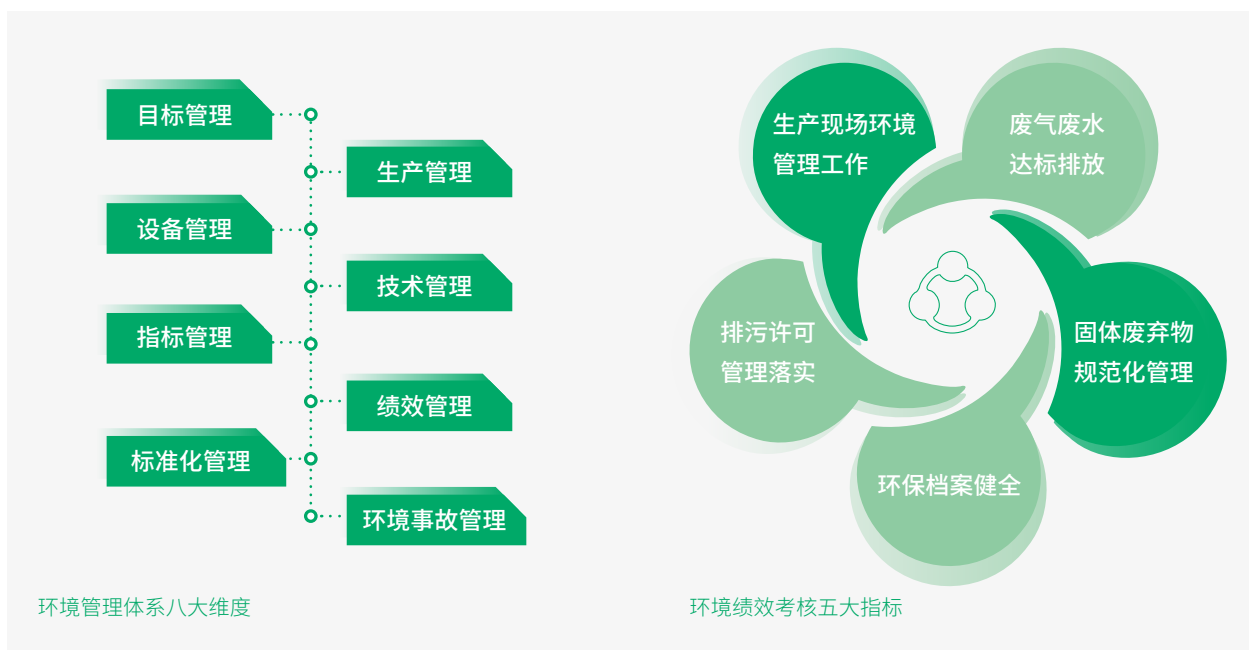 目标管理
生产管理
设备管理
技术管理
指标管理
绩效管理
标准化管理
环境事故管理
环境管理体系八大维度
生产现场环境
管理工作
废气废水
达标排放
固体废弃物
规范化管理
环保档案健全
排污许可
管理落实
环境绩效考核五大指标